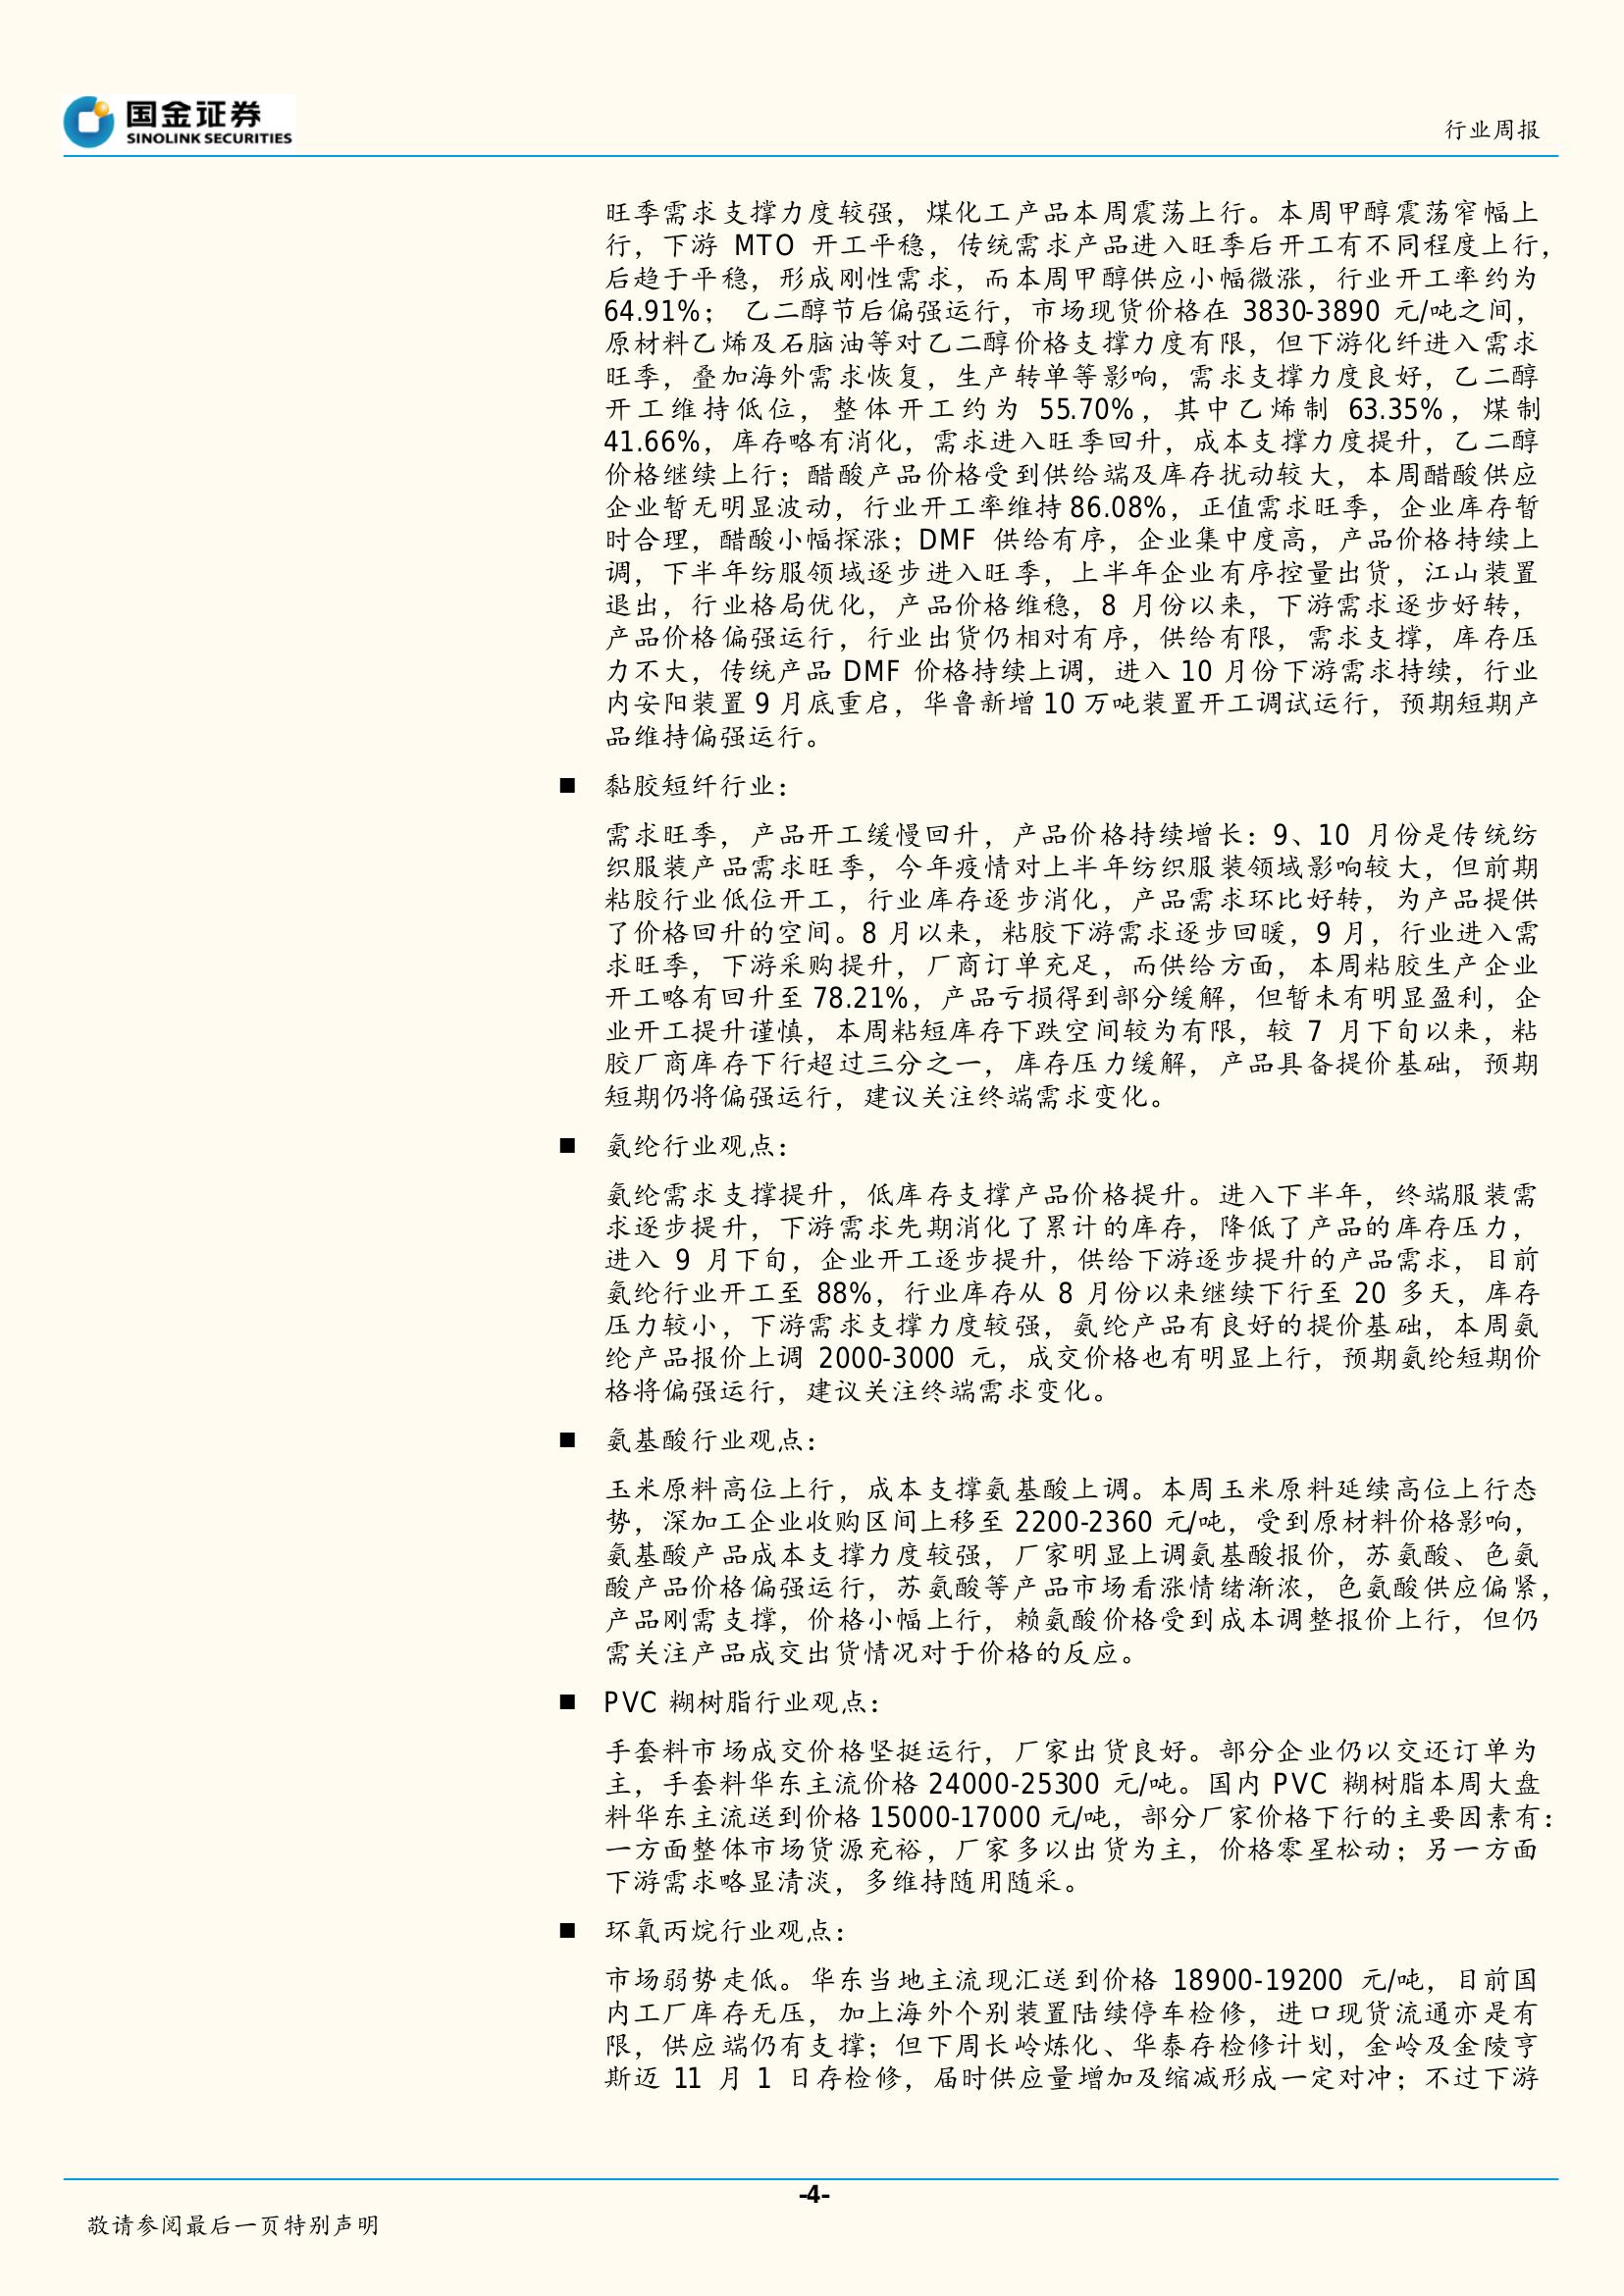 国金证券
SINOLINK SECURITIES
行业周报
旺季需求支撑力度较强，煤化工产品本周震荡上行。本周甲醇震荡窄幅上
行，下游 MTO 开工平稳，传统需求产品进入旺季后开工有不同程度上行，
后趋于平稳，形成刚性需求，而本周甲醇供应小幅微涨，行业开工率约为
64.91%； 乙二醇节后偏强运行，市场现货价格在 3830-3890 元/吨之间，
原材料乙烯及石脑油等对乙二醇价格支撑力度有限，但下游化纤进入需求
旺季，叠加海外需求恢复，生产转单等影响，需求支撑力度良好，乙二醇
开工维持低位，整体开工约为 55.70%，其中乙烯制 63.35%，煤制
41.66%，库存略有消化，需求进入旺季回升，成本支撑力度提升，乙二醇
价格继续上行；醋酸产品价格受到供给端及库存扰动较大，本周醋酸供应
企业暂无明显波动，行业开工率维持 86.08%，正值需求旺季，企业库存暂
时合理，醋酸小幅探涨；DMF 供给有序，企业集中度高，产品价格持续上
调，下半年纺服领域逐步进入旺季，上半年企业有序控量出货，江山装置
退出，行业格局优化，产品价格维稳，8 月份以来，下游需求逐步好转，
产品价格偏强运行，行业出货仍相对有序，供给有限，需求支撑，库存压
力不大，传统产品 DMF 价格持续上调，进入 10 月份下游需求持续，行业
内安阳装置 9 月底重启，华鲁新增 10 万吨装置开工调试运行，预期短期产
品维持偏强运行。
■ 黏胶短纤行业：
需求旺季，产品开工缓慢回升，产品价格持续增长：9、10 月份是传统纺
织服装产品需求旺季，今年疫情对上半年纺织服装领域影响较大，但前期
粘胶行业低位开工，行业库存逐步消化，产品需求环比好转，为产品提供
了价格回升的空间。8 月以来，粘胶下游需求逐步回暖，9 月，行业进入需
求旺季，下游采购提升，厂商订单充足，而供给方面，本周粘胶生产企业
开工略有回升至 78.21%，产品亏损得到部分缓解，但暂未有明显盈利，企
业开工提升谨慎，本周粘短库存下跌空间较为有限，较 7 月下旬以来，粘
胶厂商库存下行超过三分之一，库存压力缓解，产品具备提价基础，预期
短期仍将偏强运行，建议关注终端需求变化。
■ 氨纶行业观点：
氨纶需求支撑提升，低库存支撑产品价格提升。进入下半年，终端服装需
求逐步提升，下游需求先期消化了累计的库存，降低了产品的库存压力，
进入 9 月下旬，企业开工逐步提升，供给下游逐步提升的产品需求，目前
氨纶行业开工至 88%，行业库存从 8 月份以来继续下行至 20 多天，库存
压力较小，下游需求支撑力度较强，氨纶产品有良好的提价基础，本周氨
纶产品报价上调 2000-3000 元，成交价格也有明显上行，预期氨纶短期价
格将偏强运行，建议关注终端需求变化。
■ 氨基酸行业观点：
玉米原料高位上行，成本支撑氨基酸上调。本周玉米原料延续高位上行态
势，深加工企业收购区间上移至 2200-2360 元/吨，受到原材料价格影响，
氨基酸产品成本支撑力度较强，厂家明显上调氨基酸报价，苏氨酸、色氨
酸产品价格偏强运行，苏氨酸等产品市场看涨情绪渐浓，色氨酸供应偏紧，
产品刚需支撑，价格小幅上行，赖氨酸价格受到成本调整报价上行，但仍
需关注产品成交出货情况对于价格的反应。
■ PVC 糊树脂行业观点：
手套料市场成交价格坚挺运行，厂家出货良好。部分企业仍以交还订单为
主，手套料华东主流价格 24000-25300 元/吨。国内 PVC 糊树脂本周大盘
料华东主流送到价格 15000-17000 元/吨，部分厂家价格下行的主要因素有：
一方面整体市场货源充裕，厂家多以出货为主，价格零星松动；另一方面
下游需求略显清淡，多维持随用随采。
■ 环氧丙烷行业观点：
市场弱势走低。华东当地主流现汇送到价格 18900-19200 元/吨，目前国
内工厂库存无压，加上海外个别装置陆续停车检修，进口现货流通亦是有
限，供应端仍有支撑；但下周长岭炼化、华泰存检修计划，金岭及金陵亨
斯迈 11 月 1 日存检修，届时供应量增加及缩减形成一定对冲；不过下游
-4-
敬请参阅最后一页特别声明